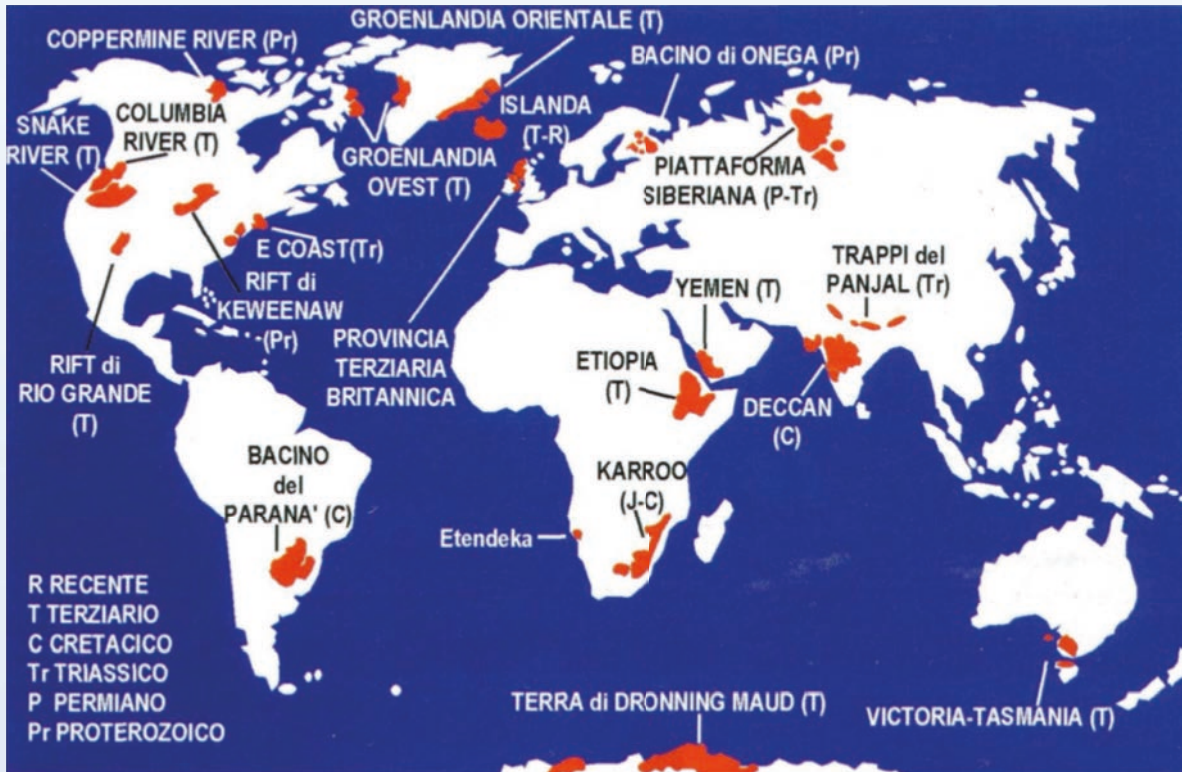 GROENLANDIA ORIENTALE (T)
COPPERMINE RIVER (Pr)
BACINO di ONEGA (Pr)
SNAKE
RIVER (T)
COLUMBIA
RIVER (T)
ISLANDA
(T-R)
GROENLANDIA
OVEST (T)
PIATTAFORMA
SIBERIANA (P-Tr)
E COAST(Tr)
RIFT di
KEWEENAW
(Pr)
TRAPPI del
PANJAL (Tr)
YEMEN (T)
PROVINCIA
TERZIARIA
BRITANNICA
RIFT di
RIO GRANDE
(T)
ETIOPIA
(T)
DECCAN
(C)
BACINO
del
PARANA' (C)
KARROO
(J-C)
Etendeka
R RECENTE
T TERZIARIO
C CRETACICO
Tr TRIASSICO
P PERMIANO
Pr PROTEROZOICO
TERRA di DRONNING MAUD (T)
VICTORIA-TASMANIA (T)